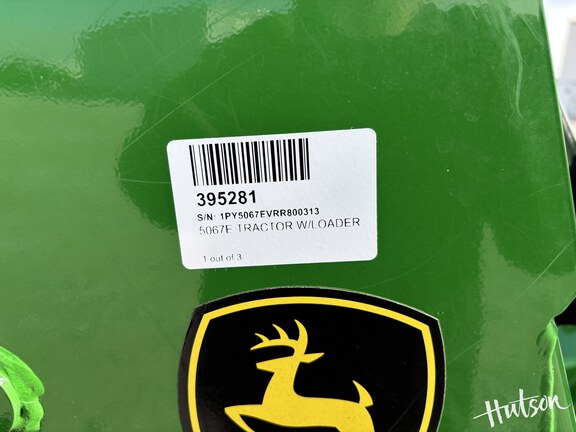 395281
S/N: 1PY5067EVRR800313
5067E TRACTOR W/LOADER
1 out of 3
Hutson